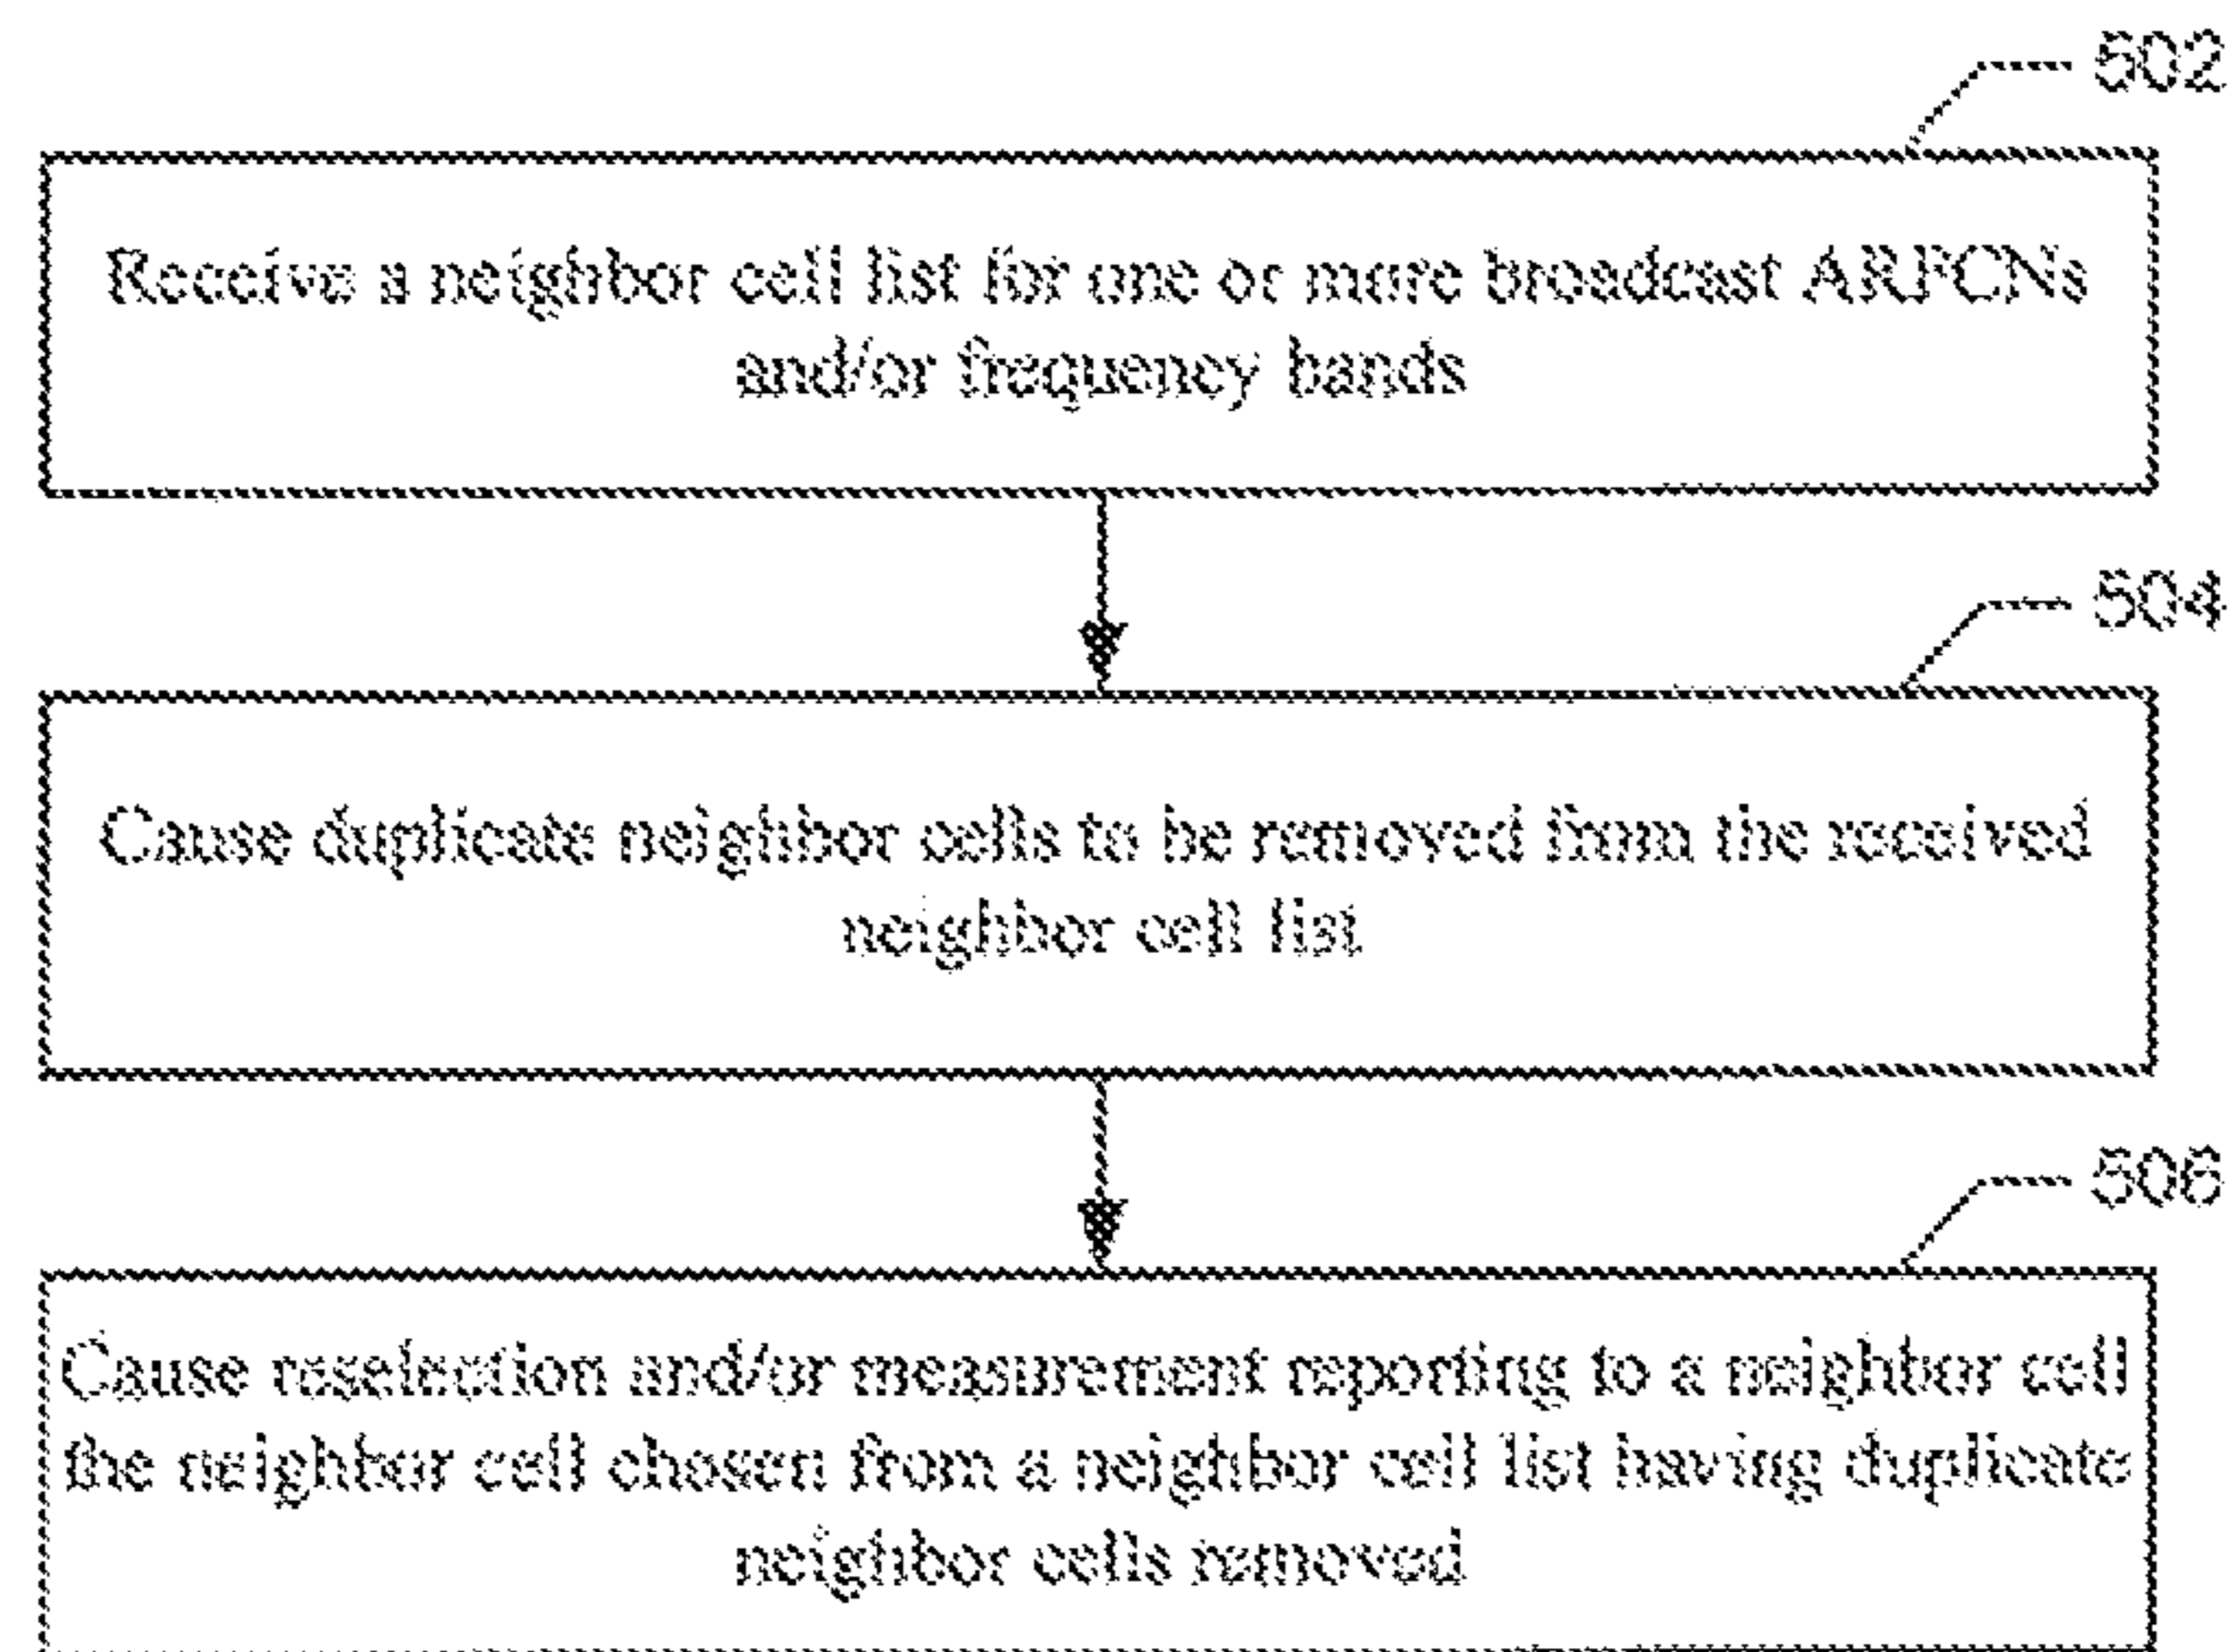 502
Receive a neighbor cell list for one or more broadcast ARFCNs
and/or frequency bands
504
Cause duplicate neighbor cells to be removed from the received
neighbor cell list
506
Cause reselection and/or measurement reporting to a neighbor cell
the neighbor cell chosen from a neighbor cell list having duplicate
neighbor cells removed